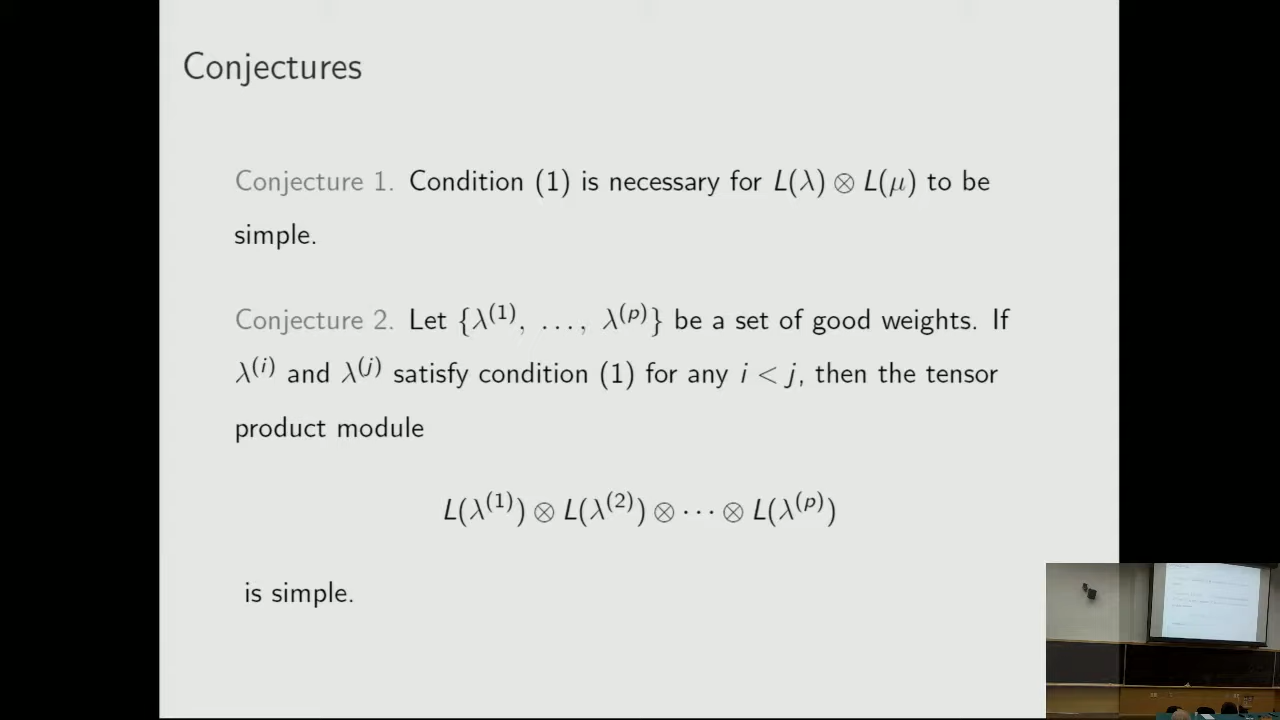 Conjectures
Conjecture 1. Condition (1) is necessary for L(λ) ⊗ L(μ) to be
simple.
Conjecture 2. Let {λ⁽¹⁾, ..., λ⁽ᵖ⁾} be a set of good weights. If
λ⁽ⁱ⁾ and λ⁽ʲ⁾ satisfy condition (1) for any i < j, then the tensor
product module
L(λ⁽¹⁾) ⊗ L(λ⁽²⁾) ⊗ ··· ⊗ L(λ⁽ᵖ⁾)
is simple.